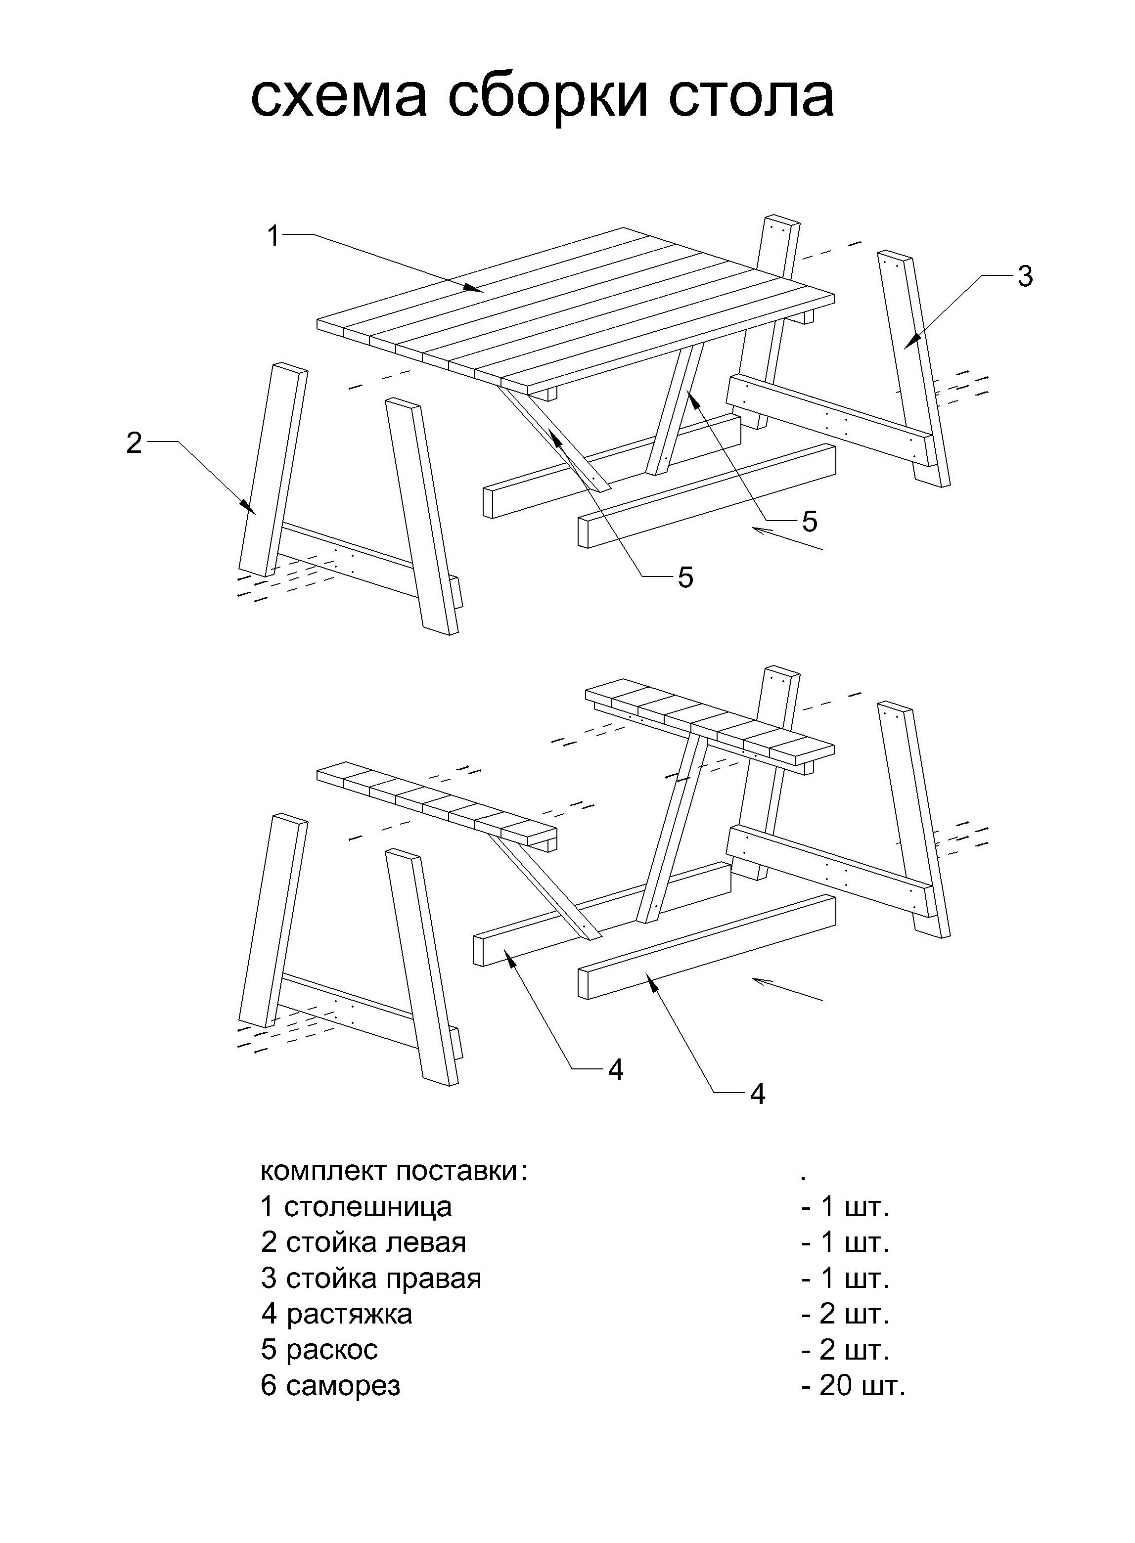 схема сборки стола
1
3
2
5
5
4
4
комплект поставки: .
1 столешница - 1 шт.
2 стойка левая - 1 шт.
3 стойка правая - 1 шт.
4 растяжка - 2 шт.
5 раскос - 2 шт.
6 саморез - 20 шт.